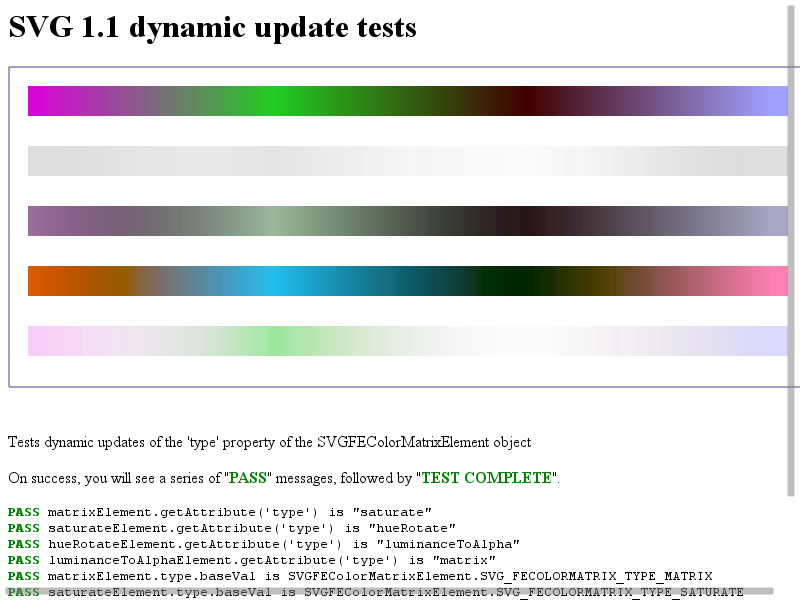 SVG 1.1 dynamic update tests
Tests dynamic updates of the 'type' property of the SVGFEColorMatrixElement object
On success, you will see a series of "PASS" messages, followed by "TEST COMPLETE".
PASS matrixElement.getAttribute('type') is "saturate"
PASS saturateElement.getAttribute('type') is "hueRotate"
PASS hueRotateElement.getAttribute('type') is "luminanceToAlpha"
PASS luminanceToAlphaElement.getAttribute('type') is "matrix"
PASS matrixElement.type.baseVal is SVGFEColorMatrixElement.SVG_FECOLORMATRIX_TYPE_MATRIX
PASS saturateElement.type.baseVal is SVGFEColorMatrixElement.SVG_FECOLORMATRIX_TYPE_SATURATE